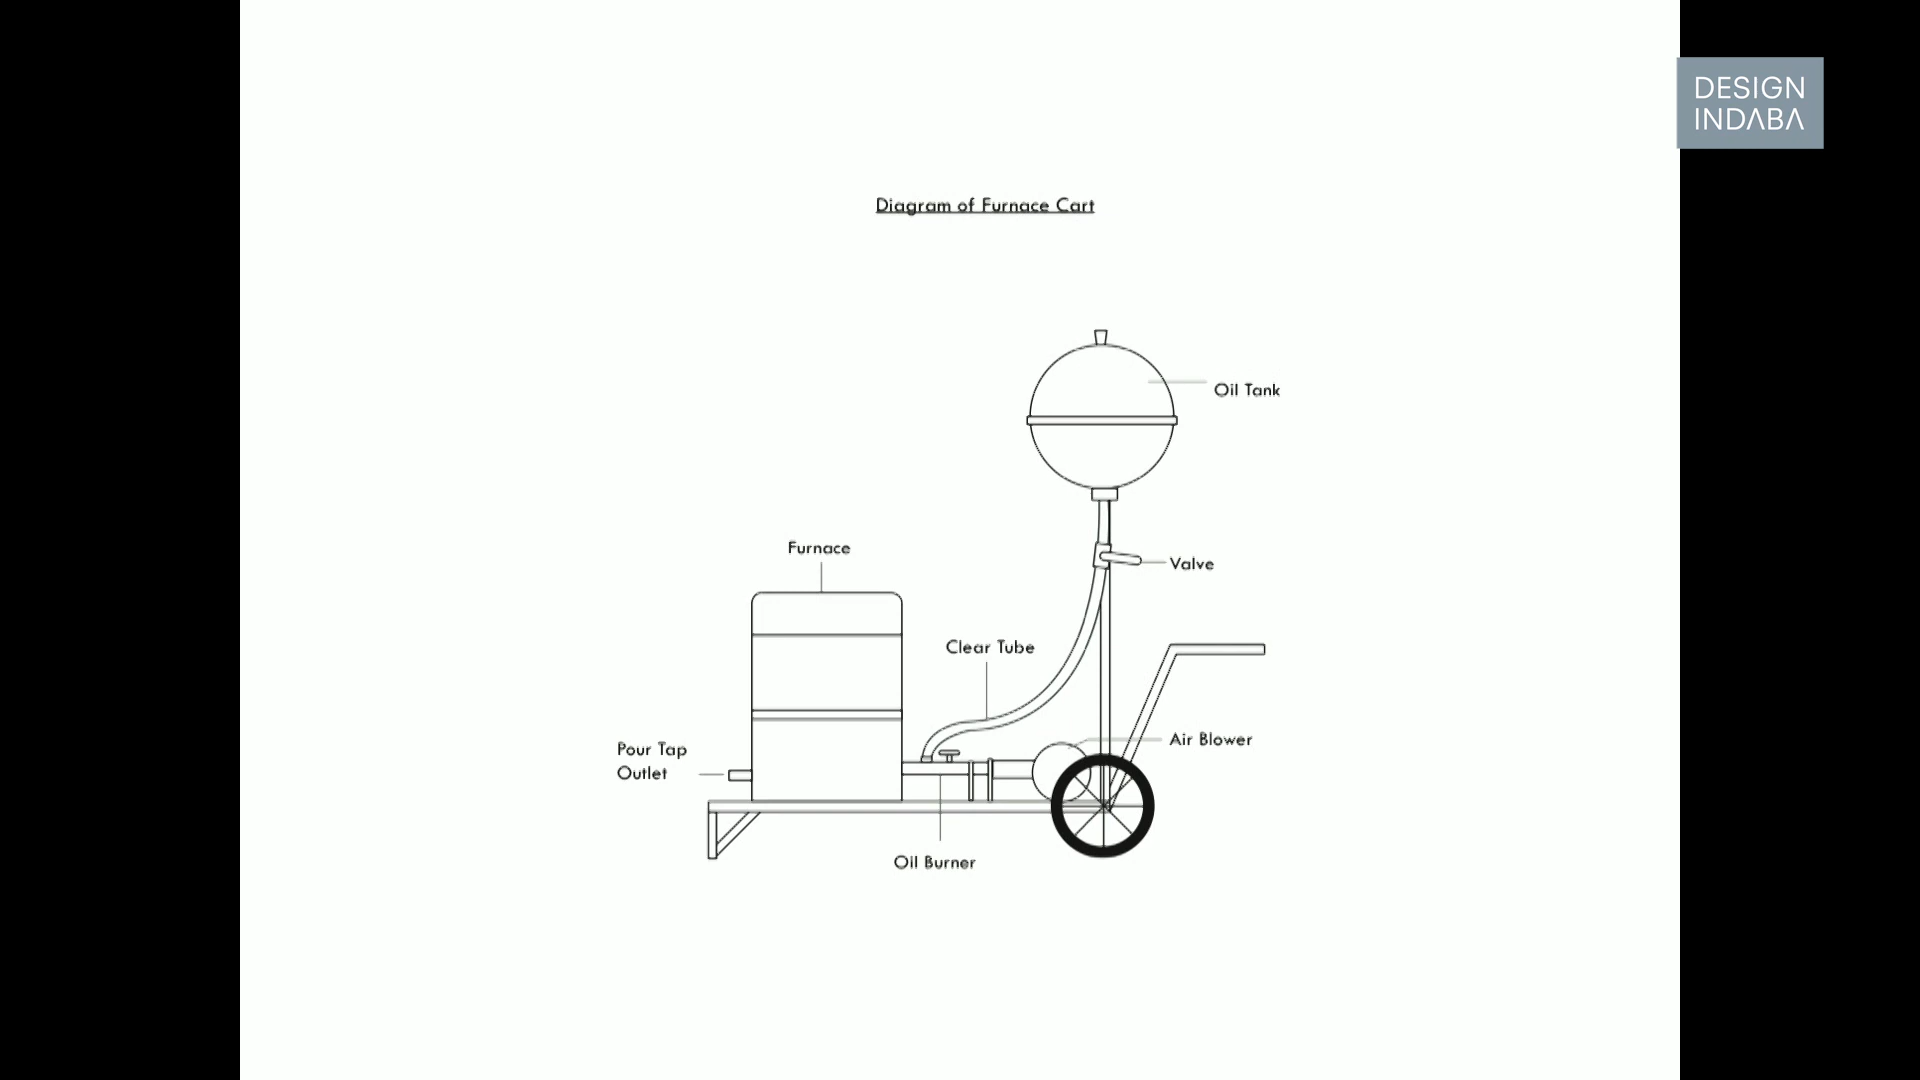 DESIGN
INDABA
Diagram of Furnace Cart
Oil Tank
Furnace
Valve
Clear Tube
Pour Tap
Outlet
Air Blower
Oil Burner